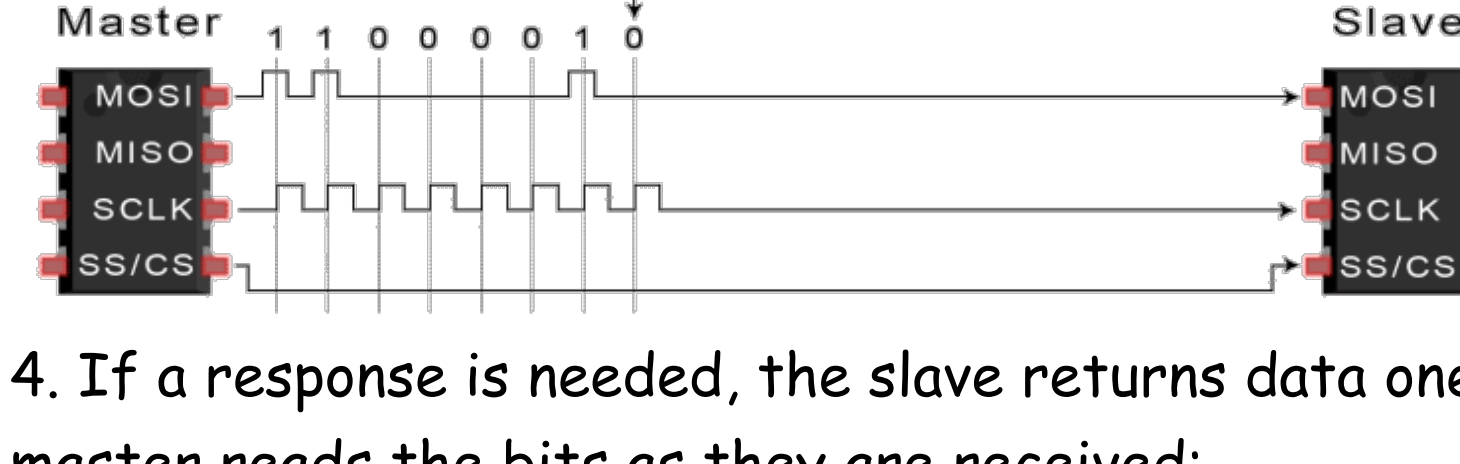 Master
1 1 0 0 0 0 1 0
Slave
MOSI
MOSI
MISO
MISO
SCLK
SCLK
SS/CS
SS/CS
4. If a response is needed, the slave returns data one
master reads the bits as they are received: